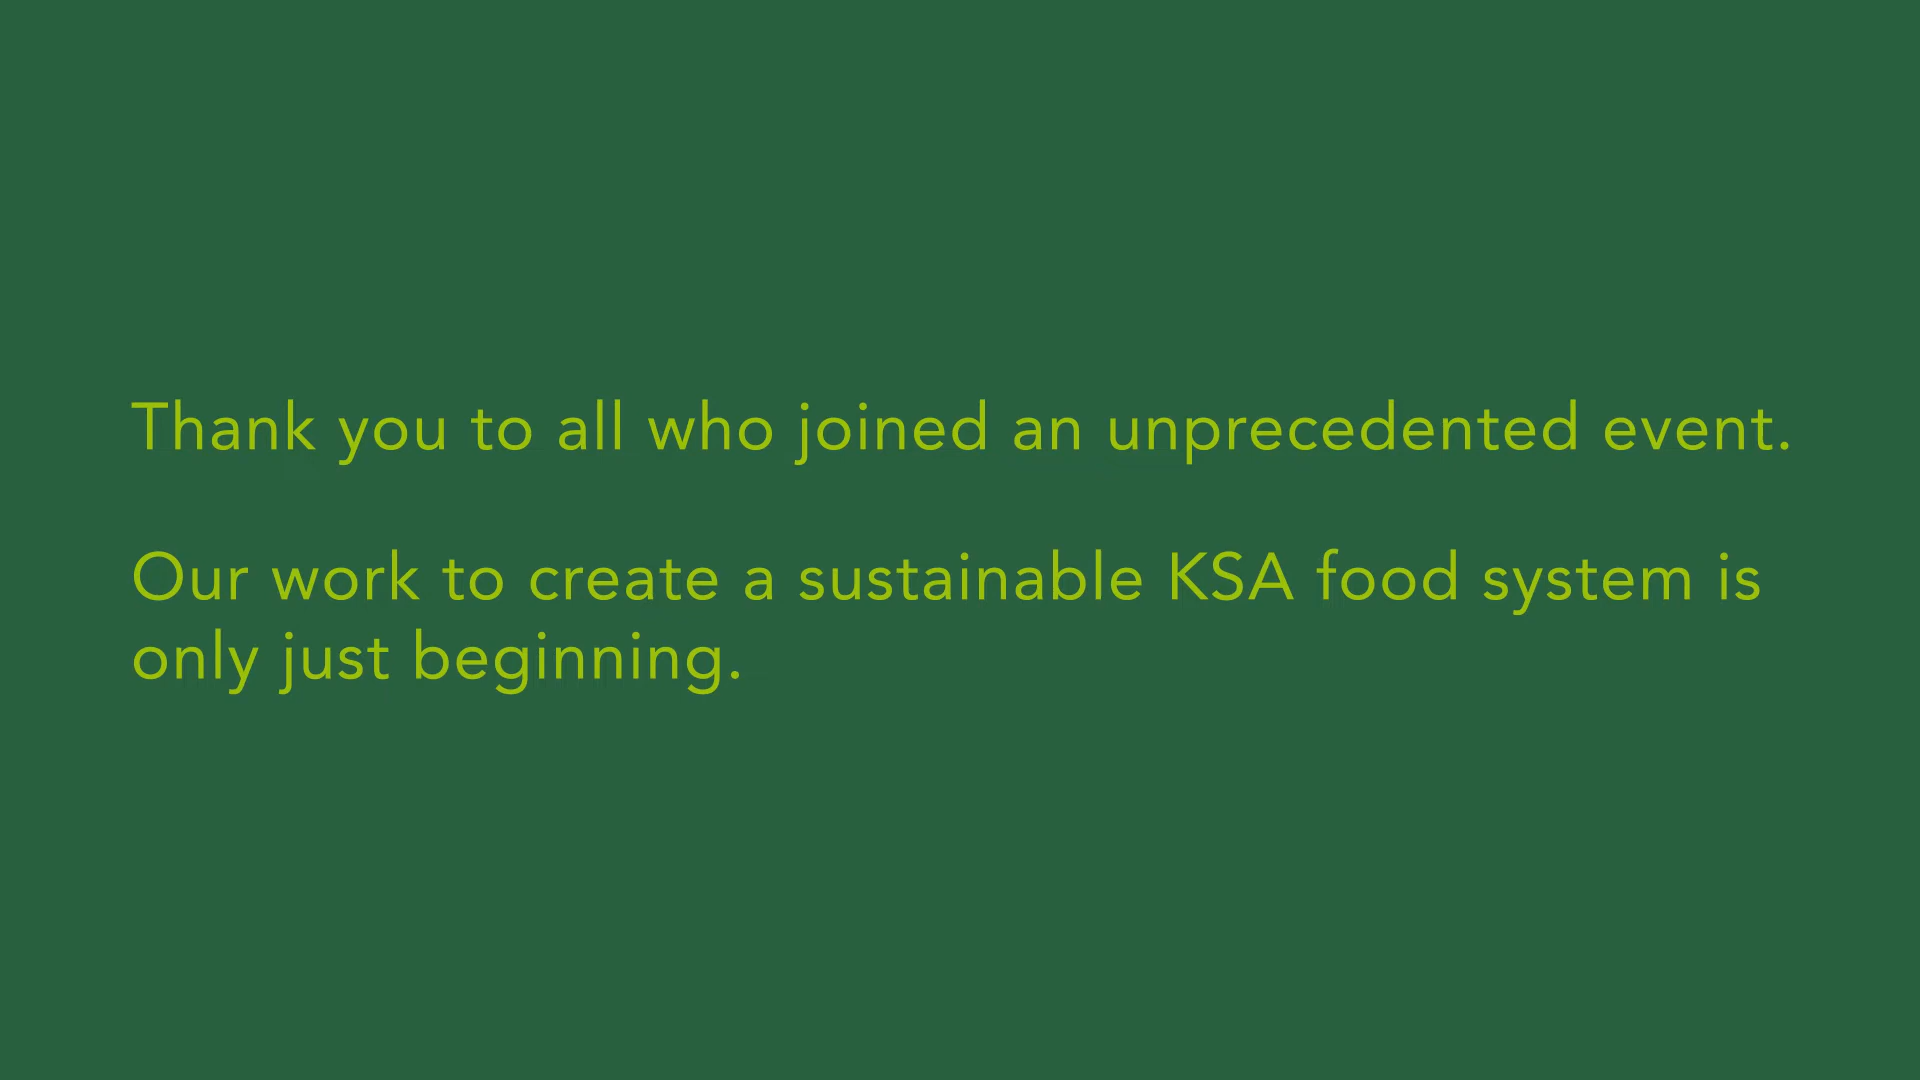 Thank you to all who joined an unprecedented event.
Our work to create a sustainable KSA food system is
only just beginning.